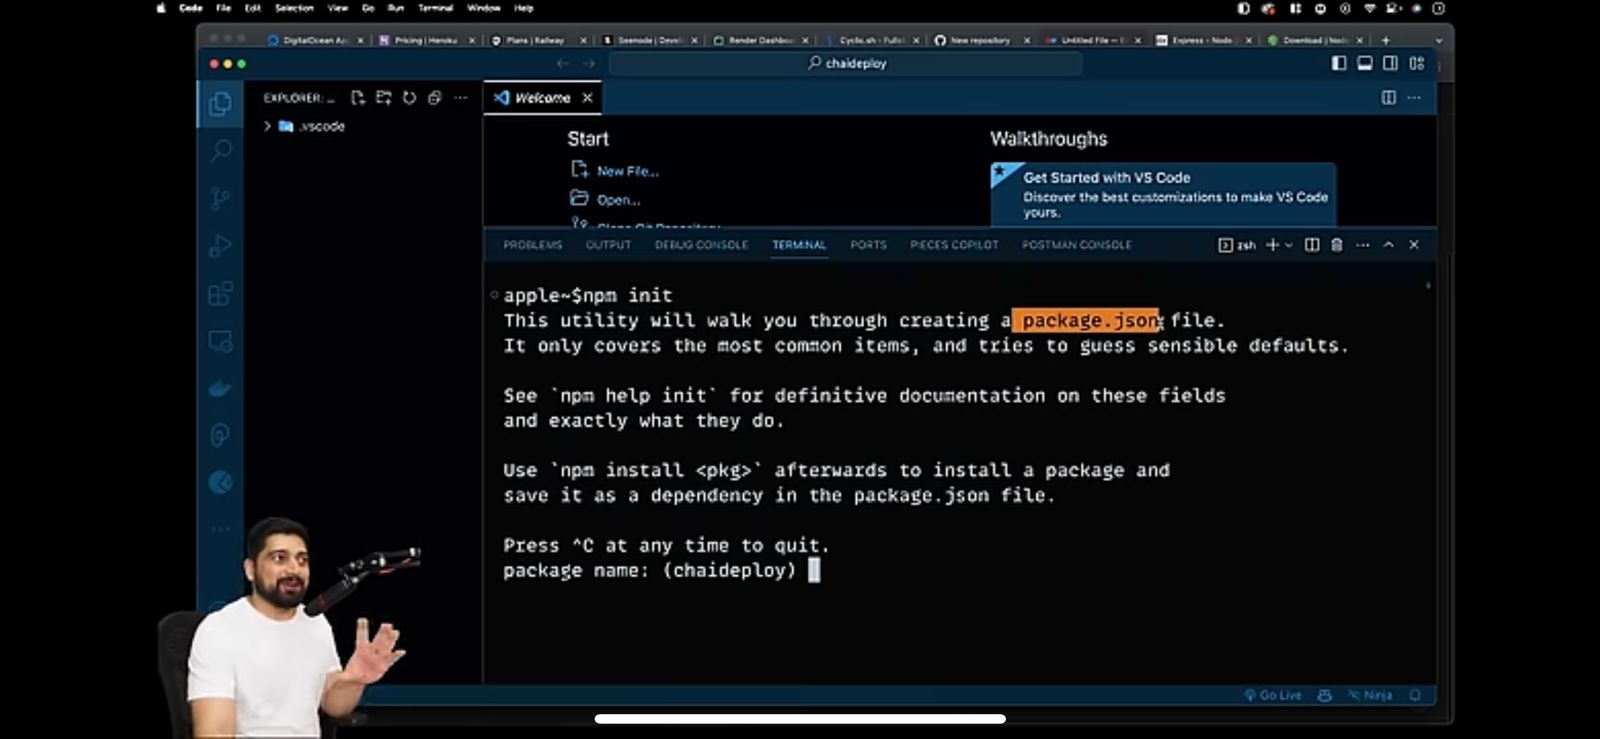 Code File Edit Selection View Go Run Terminal Window Help
DigitalOcean Ap Pricing | Heroku Plans | Railway Seenode | Devel Render Dashboa Cyclic.sh - Fulls New repository Untitled File — E Express - Node Download | Nod
chaideploy
EXPLORER: ...
Welcome
.vscode
Start
Walkthroughs
New File...
Get Started with VS Code
Open...
Discover the best customizations to make VS Code
yours.
Clone Git Repository
PROBLEMS OUTPUT DEBUG CONSOLE TERMINAL PORTS PIECES COPILOT POSTMAN CONSOLE zsh
apple~$npm init
This utility will walk you through creating a package.json file.
It only covers the most common items, and tries to guess sensible defaults.
See `npm help init` for definitive documentation on these fields
and exactly what they do.
Use `npm install <pkg>` afterwards to install a package and
save it as a dependency in the package.json file.
Press ^C at any time to quit.
package name: (chaideploy)
Go Live Ninja